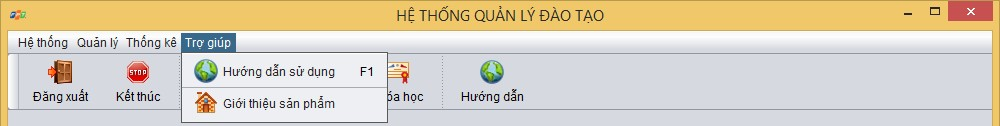 HỆ THỐNG QUẢN LÝ ĐÀO TẠO
Hệ thống Quản lý Thống kê Trợ giúp
Hướng dẫn sử dụng F1
Giới thiệu sản phẩm
STOP
Đăng xuất Kết thúc óa học Hướng dẫn